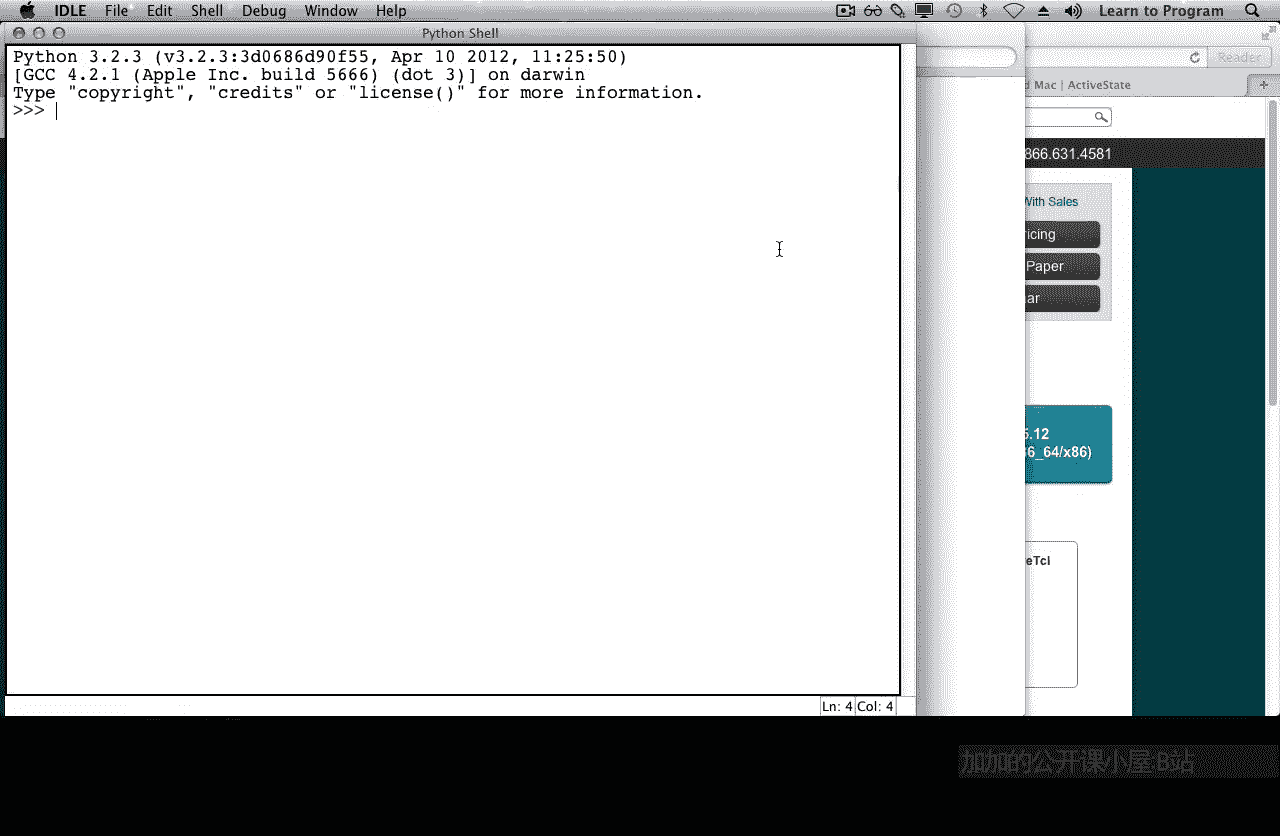 IDLE File Edit Shell Debug Window Help Learn to Program
Python Shell
Python 3.2.3 (v3.2.3:3d0686d90f55, Apr 10 2012, 11:25:50)
[GCC 4.2.1 (Apple Inc. build 5666) (dot 3)] on darwin
Type "copyright", "credits" or "license()" for more information.
>>>
Reader
d Mac | ActiveState
866.631.4581
With Sales
ricing
Paper
ar
5.12
86_64/x86)
eTcl
Ln: 4 Col: 4
加加的公开课小屋 B站